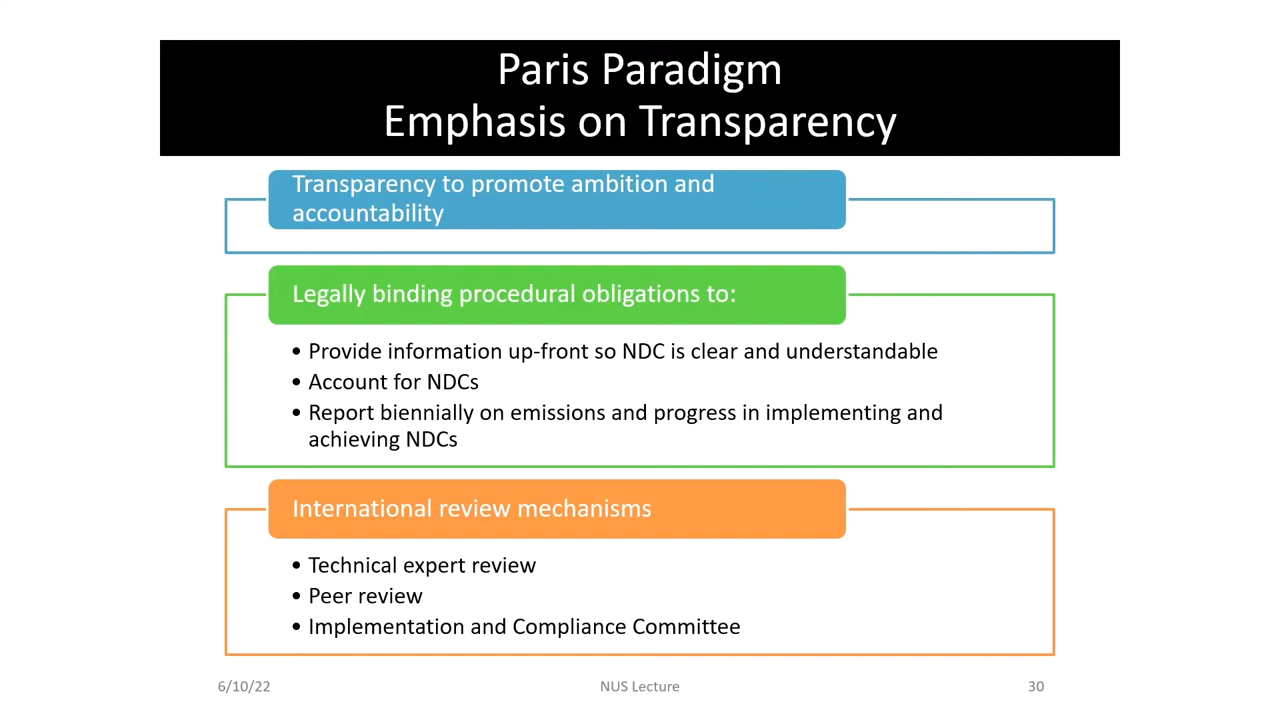 Paris Paradigm
Emphasis on Transparency
Transparency to promote ambition and
accountability
Legally binding procedural obligations to:
• Provide information up-front so NDC is clear and understandable
• Account for NDCs
• Report biennially on emissions and progress in implementing and
achieving NDCs
International review mechanisms
• Technical expert review
• Peer review
• Implementation and Compliance Committee
6/10/22 NUS Lecture 30